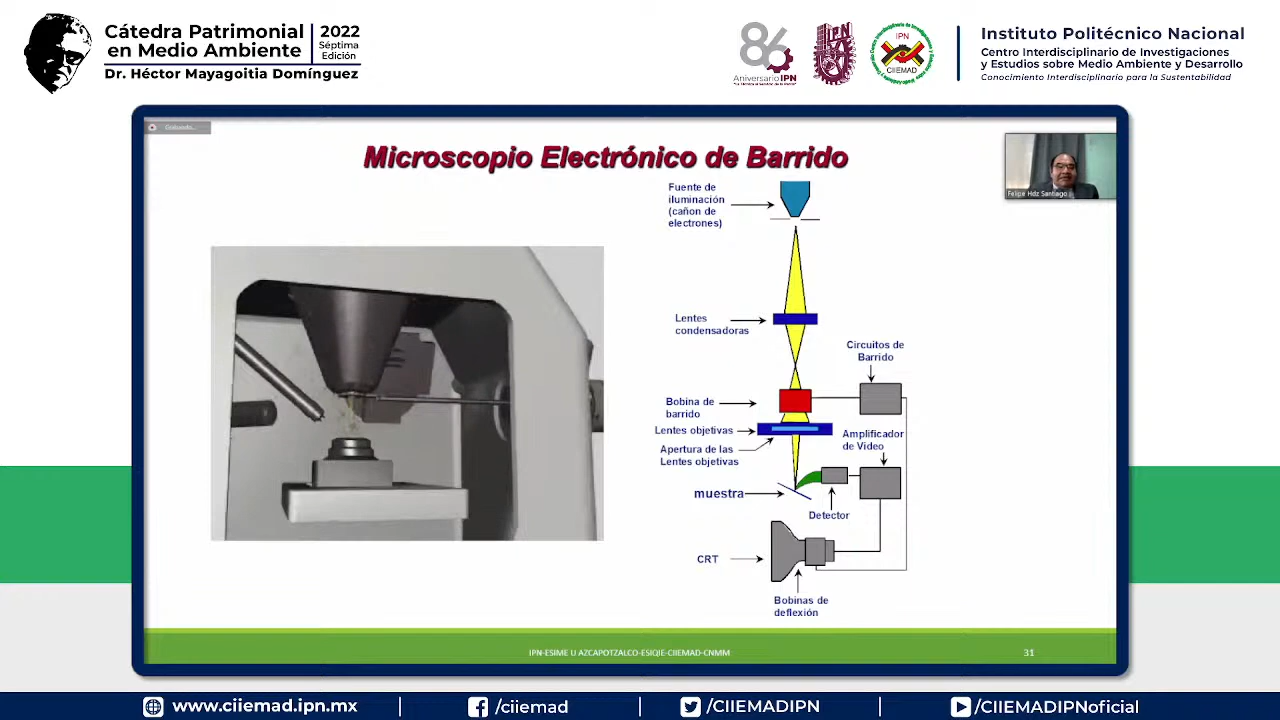 Cátedra Patrimonial
en Medio Ambiente
Dr. Héctor Mayagoitia Domínguez
2022
Séptima
Edición
86
Aniversario IPN
IPN
IPN
CIIEMAD
Instituto Politécnico Nacional
Centro Interdisciplinario de Investigaciones
y Estudios sobre Medio Ambiente y Desarrollo
Conocimiento Interdisciplinario para la Sustentabilidad
Microscopio Electrónico de Barrido
Felipe Hdz Santiago
Fuente de
iluminación
(cañon de
electrones)
Lentes
condensadoras
Circuitos de
Barrido
Bobina de
barrido
Lentes objetivas
Apertura de las
Lentes objetivas
Amplificador
de Video
muestra
Detector
CRT
Bobinas de
deflexión
IPN-ESIME U AZCAPOTZALCO-ESIQIE-CIIEMAD-CNMM
31
www.ciiemad.ipn.mx
/ciiemad
/CIIEMADIPN
/CIIEMADIPNoficial